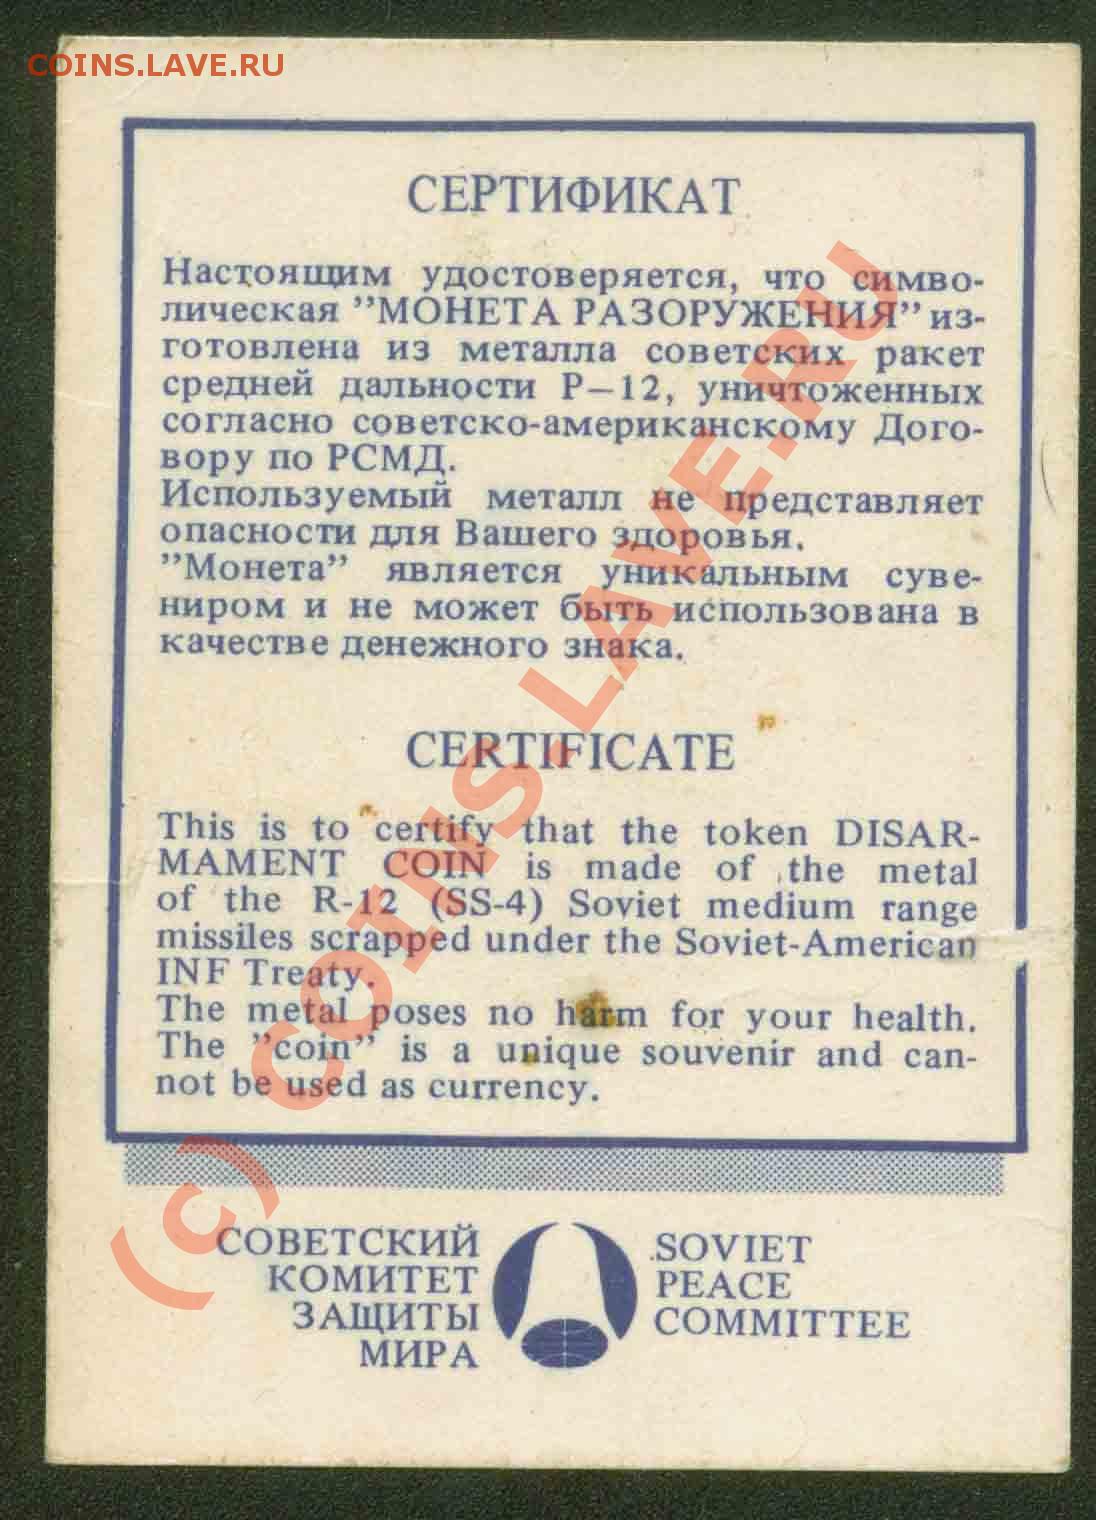 COINS.LAVE.RU
СЕРТИФИКАТ
Настоящим удостоверяется, что симво-
лическая ”МОНЕТА РАЗОРУЖЕНИЯ” из-
готовлена из металла советских ракет
средней дальности Р–12, уничтоженных
согласно советско-американскому Дого-
вору по РСМД.
Используемый металл не представляет
опасности для Вашего здоровья.
”Монета” является уникальным суве-
ниром и не может быть использована в
качестве денежного знака.
CERTIFICATE
This is to certify that the token DISAR-
MAMENT COIN is made of the metal
of the R-12 (SS-4) Soviet medium range
missiles scrapped under the Soviet-American
INF Treaty.
The metal poses no harm for your health.
The ”coin” is a unique souvenir and can-
not be used as currency.
(c) COINS.LAVE.RU
СОВЕТСКИЙ
КОМИТЕТ
ЗАЩИТЫ
МИРА
SOVIET
PEACE
COMMITTEE